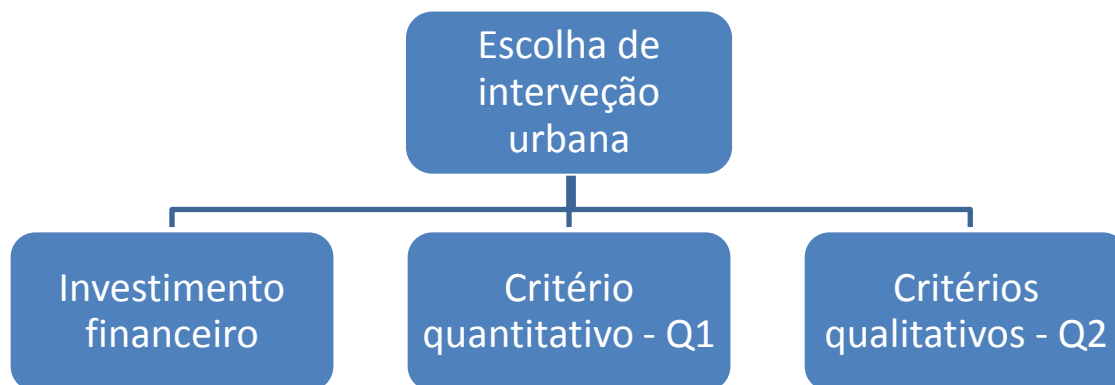 Escolha de
interveção
urbana
Investimento
financeiro
Critério
quantitativo - Q1
Critérios
qualitativos - Q2